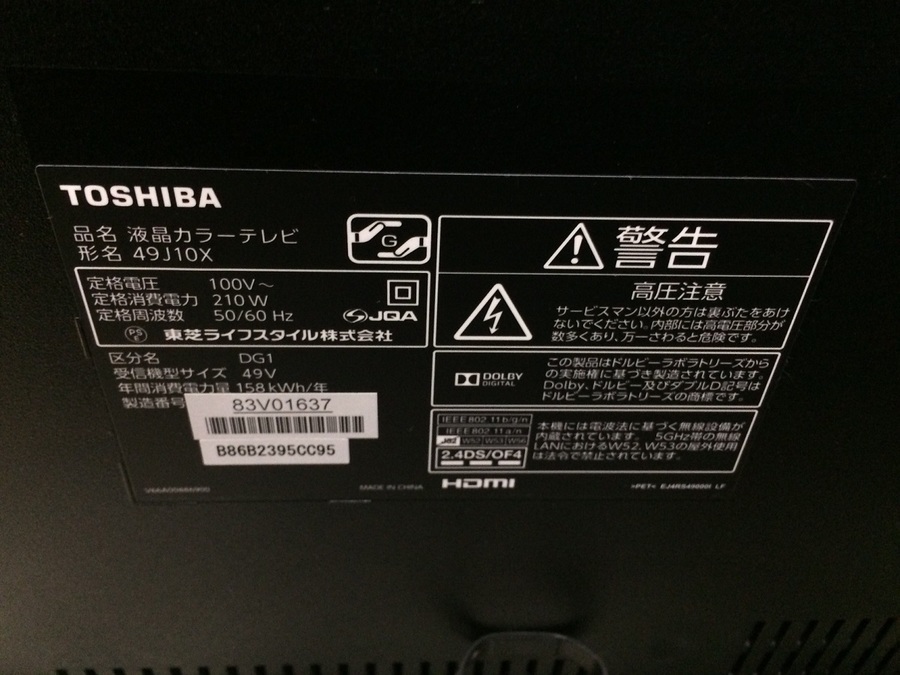 TOSHIBA
品名 液晶カラーテレビ
形名 49J10X
G
定格電圧 100V～
定格消費電力 210W
定格周波数 50/60 Hz
PS
E
JQA
東芝ライフスタイル株式会社
区分名 DG1
受信機型サイズ 49V
年間消費電力量 158kWh/年
製造番号
83V01637
B86B2395CC95
MADE IN CHINA
警告
高圧注意
サービスマン以外の方は裏ぶたをあけ
ないでください。内部には高電圧部分が
数多くあり、万一さわると危険です。
DOLBY
DIGITAL
この製品はドルビーラボラトリーズから
の実施権に基づき製造されています。
Dolby、ドルビー及びダブルD記号は
ドルビーラボラトリーズの商標です。
IEEE802.11b/g/n
IEEE802.11a/n
J52 W52 W53 W56
2.4DS/OF4
本機には電波法に基づく無線設備が
内蔵されています。 5GHz帯の無線
LANにおけるW52、W53の屋外使用
は法令で禁止されています。
HDMI
>PET<
LF